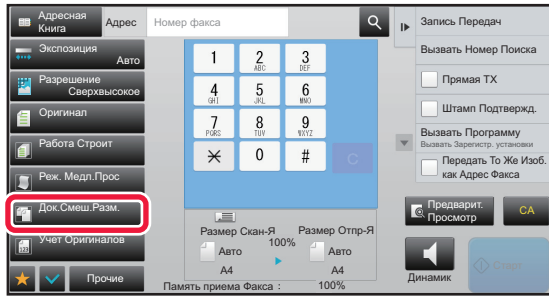 Адресная
Книга
Адрес
Номер факса
Экспозиция
Авто
Разрешение
Сверхвысокое
Оригинал
Работа Строит
Реж. Медл.Прос
Док.Смеш.Разм.
Учет Оригиналов
Прочие
1
2
ABC
3
DEF
4
GHI
5
JKL
6
MNO
7
PQRS
8
TUV
9
WXYZ
0
#
C
Размер Скан-Я
Авто
A4
100%
Размер Отпр-Я
Авто
A4
Память приема Факса : 100%
Запись Передач
Вызвать Номер Поиска
Прямая TX
Штамп Подтвержд.
Вызвать Программу
Вызвать Зарегистр. установки
Передать То Же Изоб.
как Адрес Факса
Предварит.
Просмотр
CA
Динамик
Старт